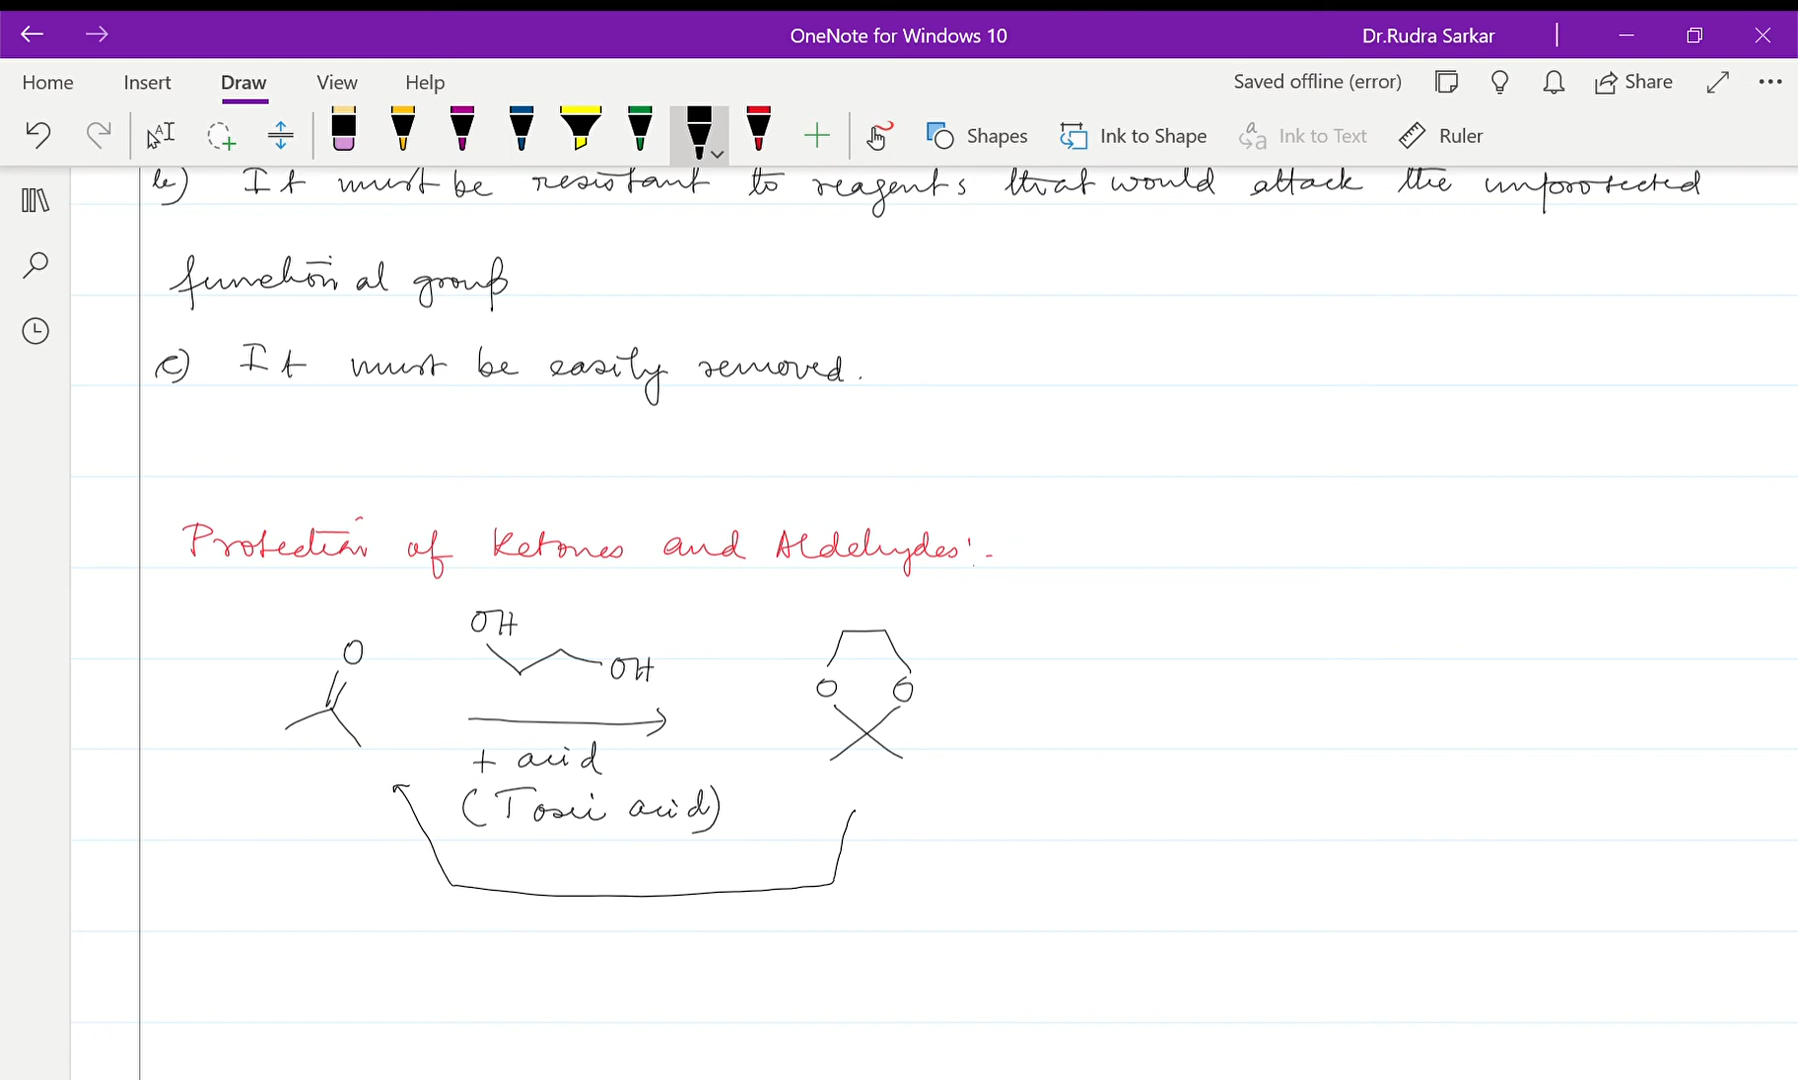 OneNote for Windows 10
Dr.Rudra Sarkar
Home Insert Draw View Help
Saved offline (error)
Share
Shapes
Ink to Shape
Ink to Text
Ruler
b) It must be resistant to reagents that would attack the unprotected
functional group
c) It must be easily removed.
Protection of Ketones and Aldehydes:-
OH
O
OH
O O
+ acid
(Tosic acid)